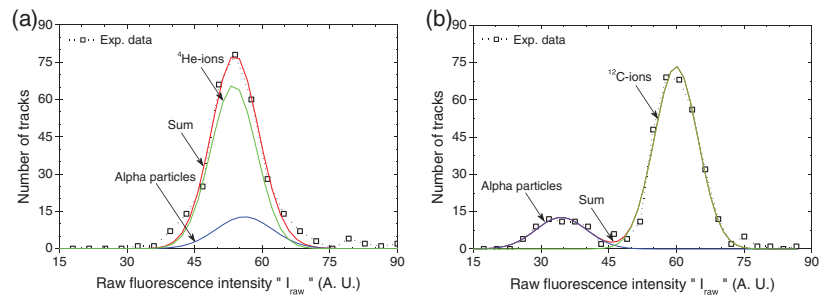 (a)
90
75
60
45
30
15
0
Number of tracks
Exp. data
⁴He-ions
Sum
Alpha particles
15 30 45 60 75 90
Raw fluorescence intensity " I_raw " (A. U.)
(b)
90
75
60
45
30
15
0
Number of tracks
Exp. data
¹²C-ions
Alpha particles
Sum
15 30 45 60 75 90
Raw fluorescence intensity " I_raw " (A. U.)